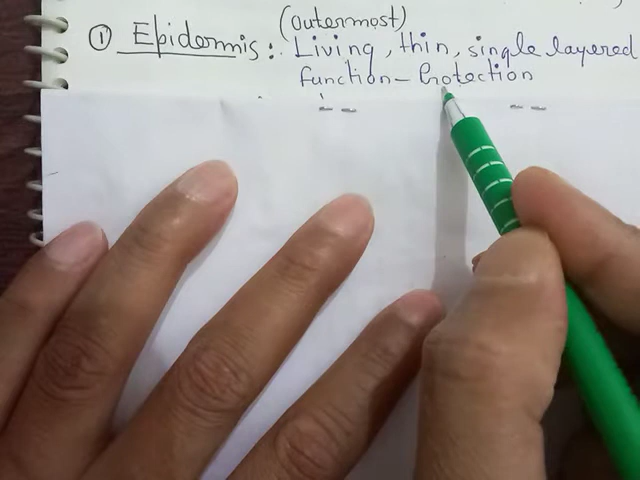 (Outermost)
① Epidermis:- Living, thin, single layered
function - Protection